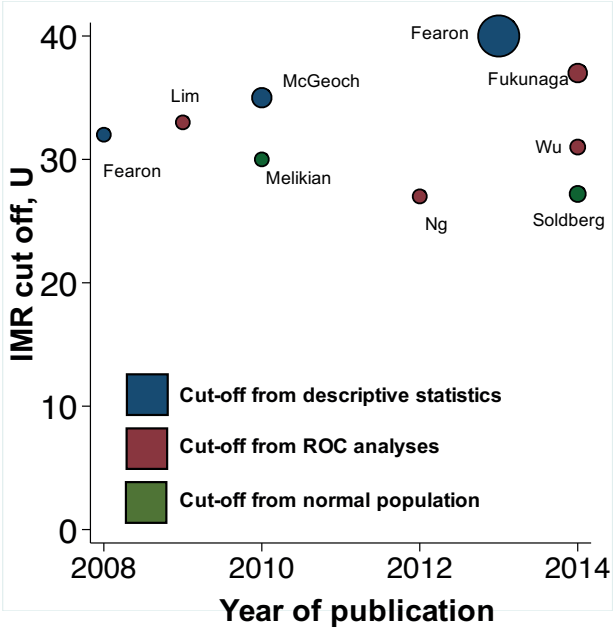 40
Fearon
Fukunaga
McGeoch
Lim
Wu
30
Fearon
Melikian
Ng
Soldberg
IMR cut off, U
20
10
0
Cut-off from descriptive statistics
Cut-off from ROC analyses
Cut-off from normal population
2008
2010
2012
2014
Year of publication